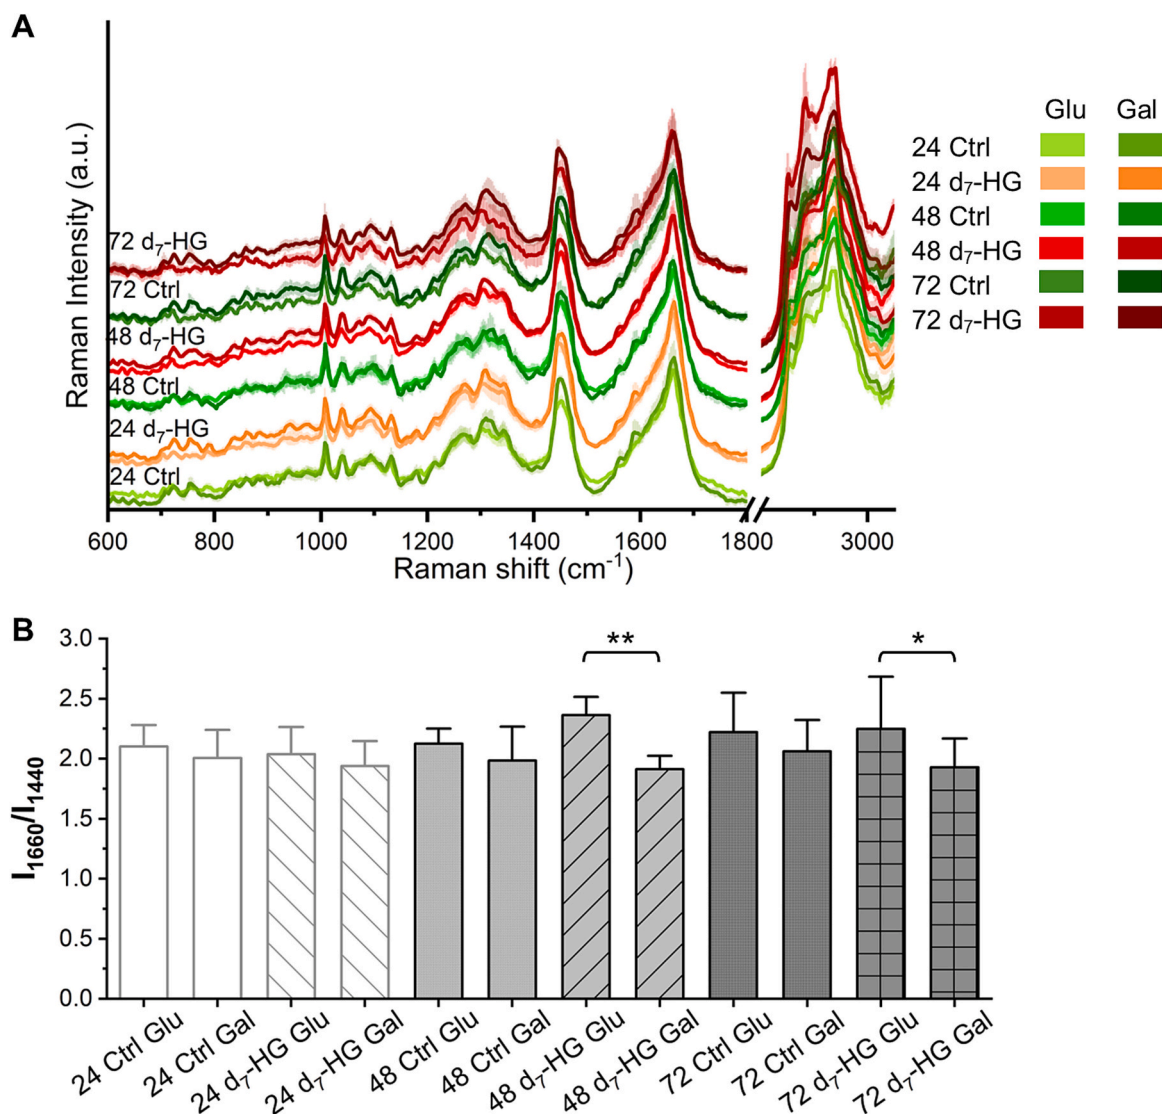 A
Raman Intensity (a.u.)
72 d₇-HG
72 Ctrl
48 d₇-HG
48 Ctrl
24 d₇-HG
24 Ctrl
600 800 1000 1200 1400 1600 1800 3000
Raman shift (cm⁻¹)
Glu Gal
24 Ctrl
24 d₇-HG
48 Ctrl
48 d₇-HG
72 Ctrl
72 d₇-HG
B
I₁₆₆₀/I₁₄₄₀
3.0
2.5
2.0
1.5
1.0
0.5
0.0
** *
24 Ctrl Glu
24 Ctrl Gal
24 d₇-HG Glu
24 d₇-HG Gal
48 Ctrl Glu
48 Ctrl Gal
48 d₇-HG Glu
48 d₇-HG Gal
72 Ctrl Glu
72 Ctrl Gal
72 d₇-HG Glu
72 d₇-HG Gal